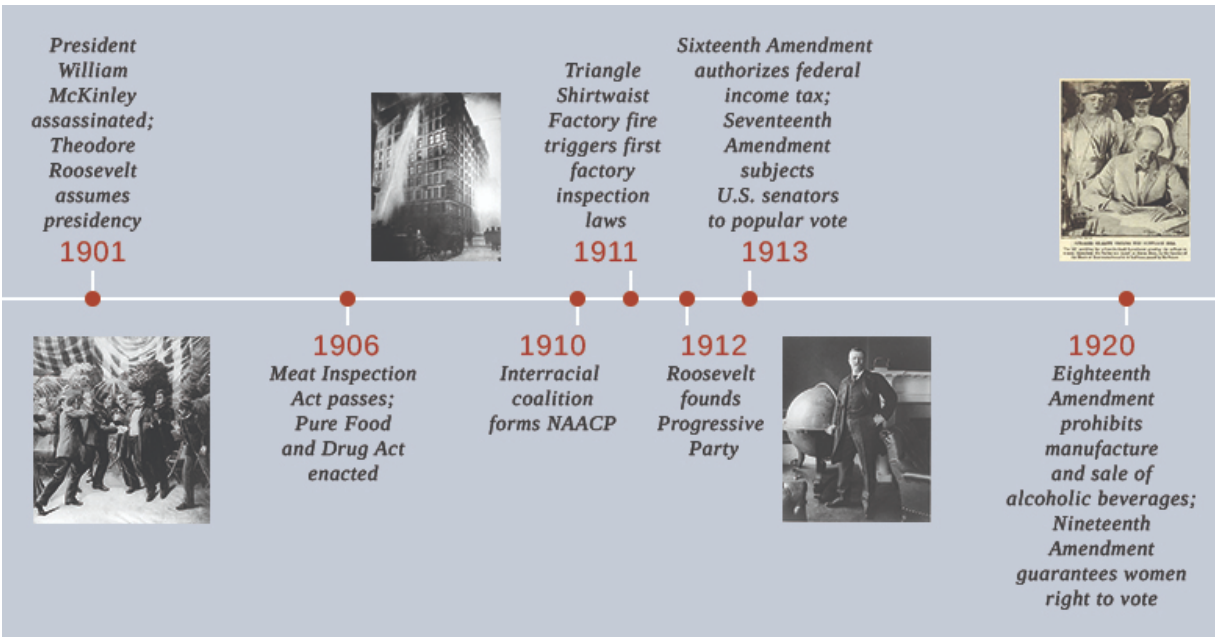 President
William
McKinley
assassinated;
Theodore
Roosevelt
assumes
presidency
1901
Meat Inspection
Act passes;
Pure Food
and Drug Act
enacted
1906
Interracial
coalition
forms NAACP
1910
Triangle
Shirtwaist
Factory fire
triggers first
factory
inspection
laws
1911
1912
Roosevelt
founds
Progressive
Party
Sixteenth Amendment
authorizes federal
income tax;
Seventeenth
Amendment
subjects
U.S. senators
to popular vote
1913
1920
Eighteenth
Amendment
prohibits
manufacture
and sale of
alcoholic beverages;
Nineteenth
Amendment
guarantees women
right to vote